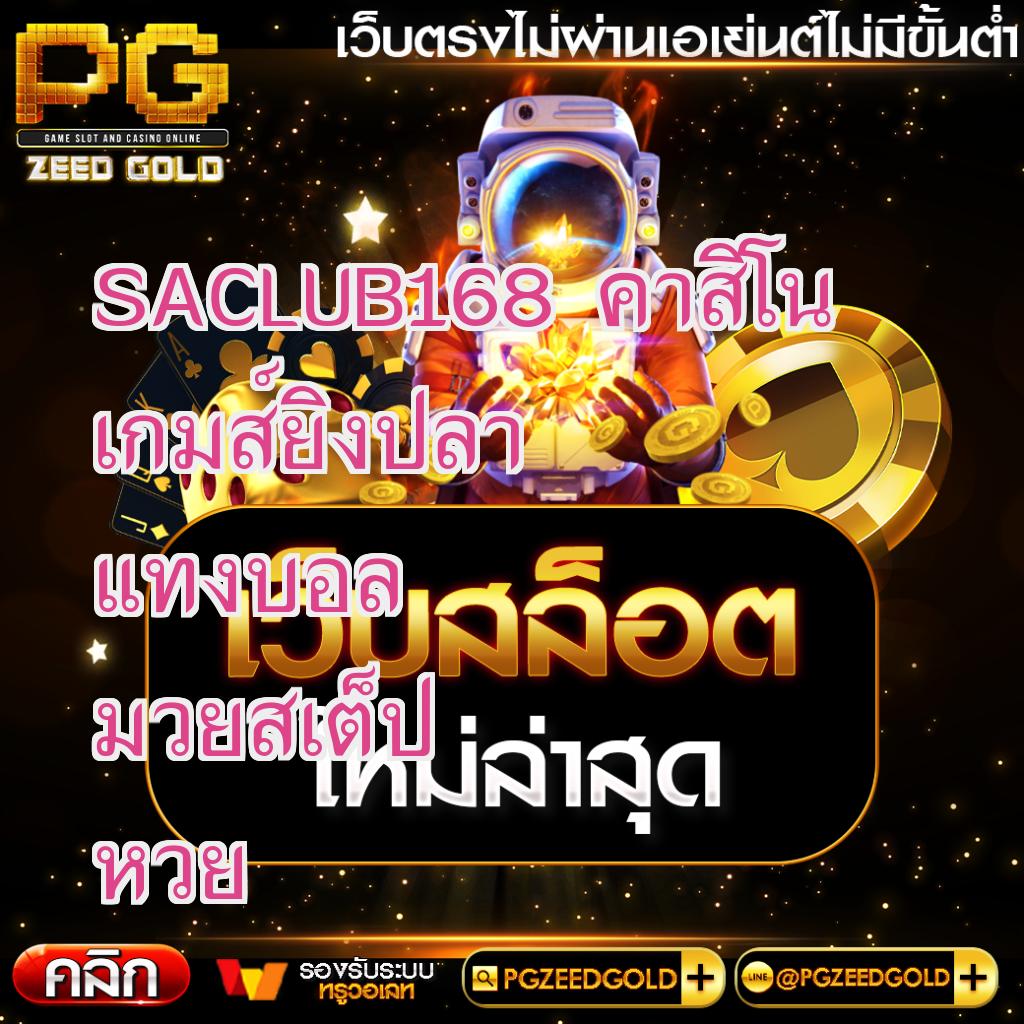 PG
GAME SLOT AND CASINO ONLINE
ZEED GOLD
เว็บตรงไม่ผ่านเอเย่นต์ไม่มีขั้นต่ำ
SACLUB168 คาสิโน
เกมส์ยิงปลา
แทงบอล
เว็บสล็อต
มวยสเต็ป
ใหม่ล่าสุด
หวย
คลิก
รองรับระบบ
ทรูวอเลท
PGZEEDGOLD
LINE @PGZEEDGOLD